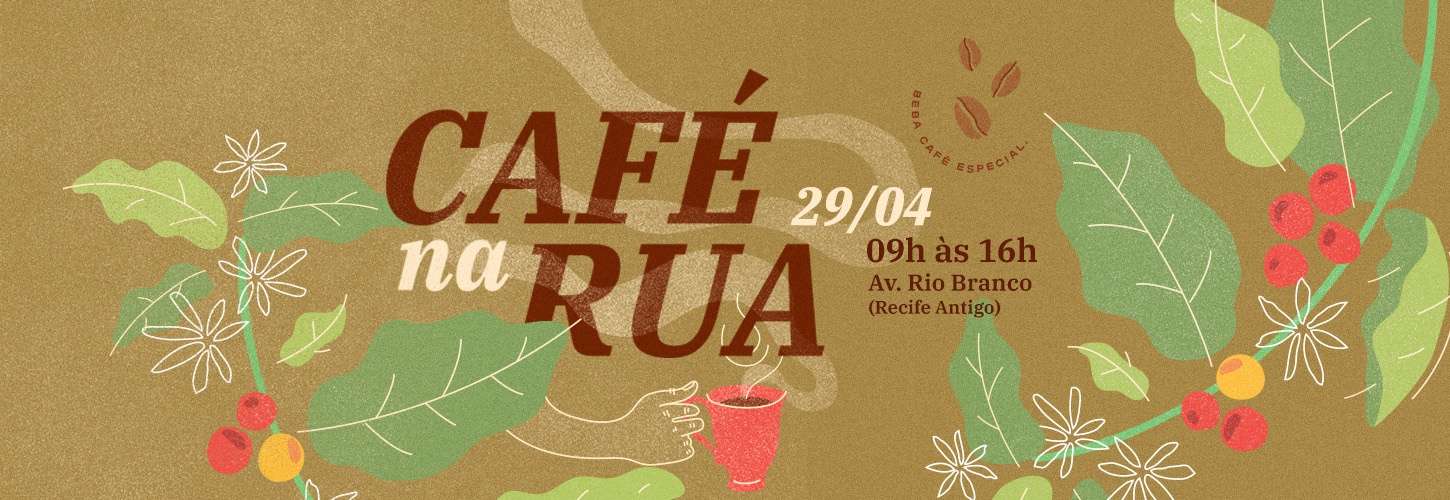 CAFÉ
na RUA
29/04
09h às 16h
Av. Rio Branco
(Recife Antigo)
BEBA CAFÉ ESPECIAL.